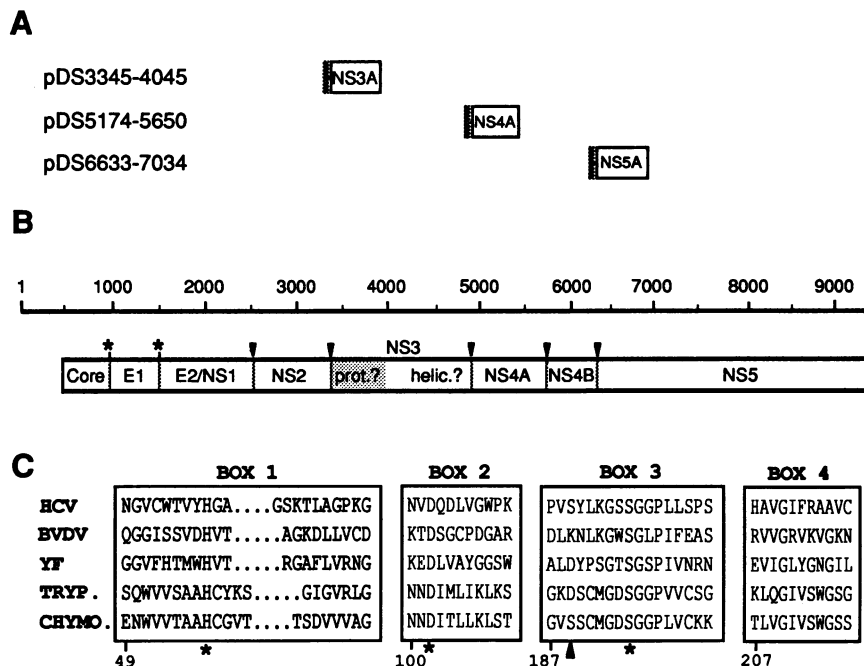 A
pDS3345-4045 NS3A
pDS5174-5650 NS4A
pDS6633-7034 NS5A
B
1 1000 2000 3000 4000 5000 6000 7000 8000 9000
* * NS3
Core E1 E2/NS1 NS2 prot.? helic.? NS4A NS4B NS5
C BOX 1 BOX 2 BOX 3 BOX 4
HCV NGVCWTVYHGA....GSKTLAGPKG NVDQDLVGWPK PVSYLKGSSGGPLLSPS HAVGIFRAAVC
BVDV QGGISSVDHVT.....AGKDLLVCD KTDSGCPDGAR DLKNLKGWSGLPIFEAS RVVGRVKVGKN
YF GGVFHTMWHVT....RGAFLVRNG KEDLVAYGGSW ALDYPSGTSGSPIVNRN EVIGLYGNGIL
TRYP. SQWVVSAAHCYKS.....GIGVRLG NNDIMLIKLKS GKDSCMGDSGGPVVCSG KLQGIVSWGSG
CHYMO. ENWVVTAAHCGVT....TSDVVVAG NNDITLLKLST GVSSCMGDSGGPLVCKK TLVGIVSWGSS
49 * 100 * 187 * 207